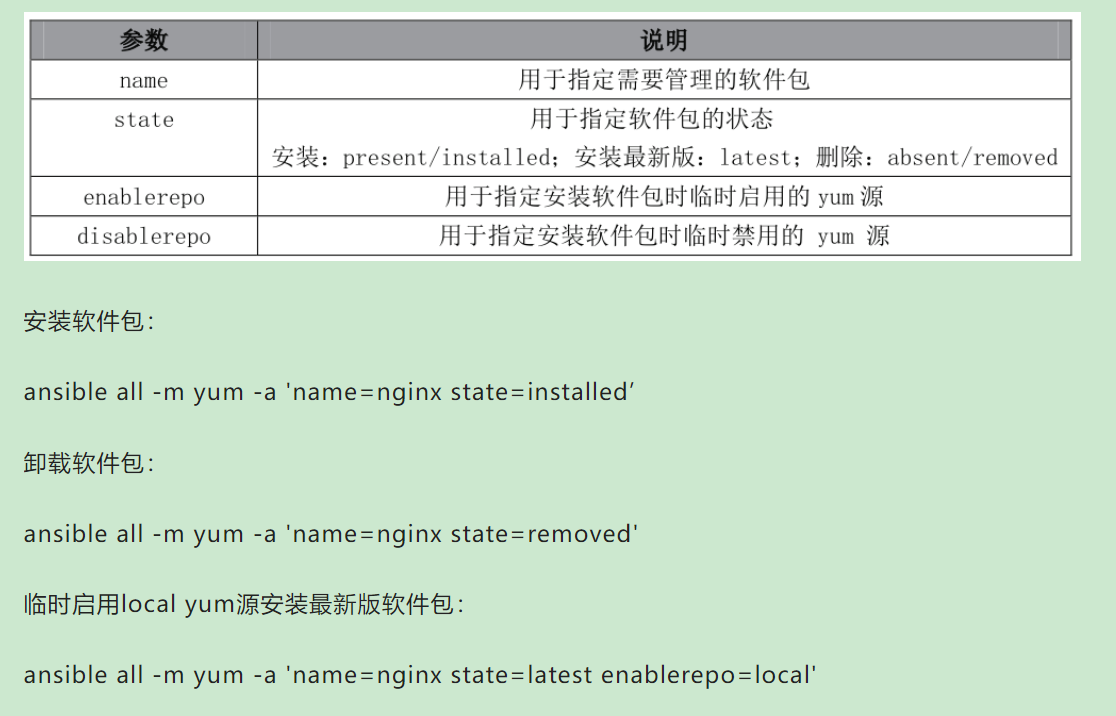 参数 说明
name 用于指定需要管理的软件包
state 用于指定软件包的状态
安装：present/installed；安装最新版：latest；删除：absent/removed
enablerepo 用于指定安装软件包时临时启用的 yum 源
disablerepo 用于指定安装软件包时临时禁用的 yum 源
安装软件包：
ansible all -m yum -a 'name=nginx state=installed’
卸载软件包：
ansible all -m yum -a 'name=nginx state=removed'
临时启用local yum源安装最新版软件包：
ansible all -m yum -a 'name=nginx state=latest enablerepo=local'